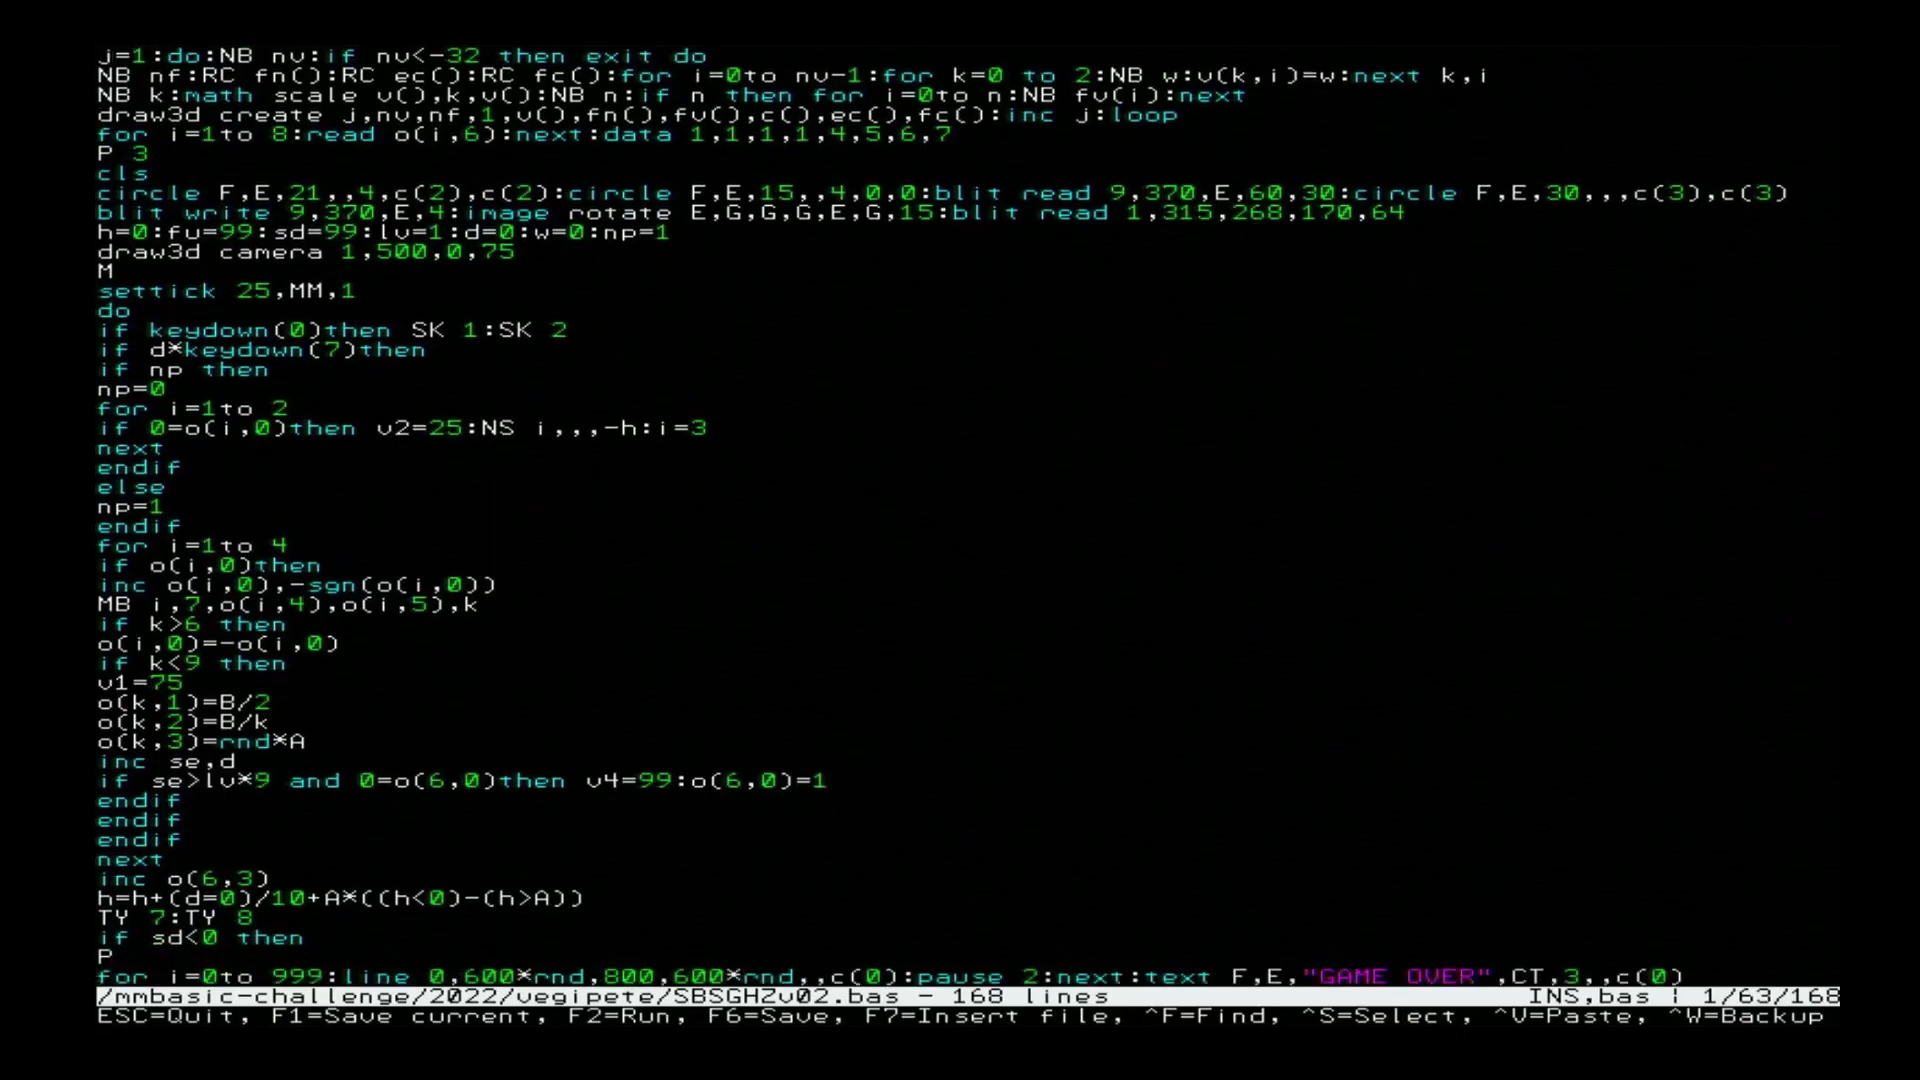 j=1:do:NB nv:if nv<-32 then exit do
NB nf:RC fn():RC ec():RC fc():for i=0to nv-1:for k=0 to 2:NB w:v(k,i)=w:next k,i
NB k:math scale v(),k,v():NB n:if n then for i=0to n:NB fv(i):next
draw3d create j,nv,nf,1,v(),fn(),fv(),c(),ec(),fc():inc j:loop
for i=1to 8:read o(i,6):next:data 1,1,1,1,4,5,6,7
P 3
cls
circle F,E,21,,4,c(2),c(2):circle F,E,15,,4,0,0:blit read 9,370,E,60,30:circle F,E,30,,,c(3),c(3)
blit write 9,370,E,4:image rotate E,G,G,G,E,G,15:blit read 1,315,268,170,64
h=0:fu=99:sd=99:lv=1:d=0:w=0:np=1
draw3d camera 1,500,0,75
M
settick 25,MM,1
do
if keydown(0)then SK 1:SK 2
if d*keydown(7)then
if np then
np=0
for i=1to 2
if 0=o(i,0)then v2=25:NS i,,,-h:i=3
next
endif
else
np=1
endif
for i=1to 4
if o(i,0)then
inc o(i,0),-sgn(o(i,0))
MB i,7,o(i,4),o(i,5),k
if k>6 then
o(i,0)=-o(i,0)
if k<9 then
v1=75
o(k,1)=B/2
o(k,2)=B/k
o(k,3)=rnd*A
inc se,d
if se>lv*9 and 0=o(6,0)then v4=99:o(6,0)=1
endif
endif
endif
next
inc o(6,3)
h=h+(d=0)/10+A*((h<0)-(h>A))
TY 7:TY 8
if sd<0 then
P
for i=0to 999:line 0,600*rnd,800,600*rnd,,c(0):pause 2:next:text F,E,"GAME OVER",CT,3,,c(0)
/mmbasic-challenge/2022/vegipete/SBSGHZv02.bas - 168 lines INS,bas | 1/63/168
ESC=Quit, F1=Save current, F2=Run, F6=Save, F7=Insert file, ^F=Find, ^S=Select, ^V=Paste, ^W=Backup